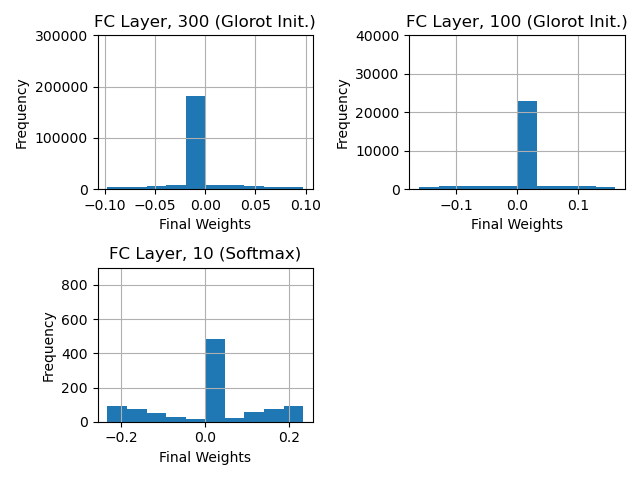 FC Layer, 300 (Glorot Init.)
300000
200000
100000
0
Frequency
−0.10 −0.05 0.00 0.05 0.10
Final Weights
FC Layer, 100 (Glorot Init.)
40000
30000
20000
10000
0
Frequency
−0.1 0.0 0.1
Final Weights
FC Layer, 10 (Softmax)
800
600
400
200
0
Frequency
−0.2 0.0 0.2
Final Weights